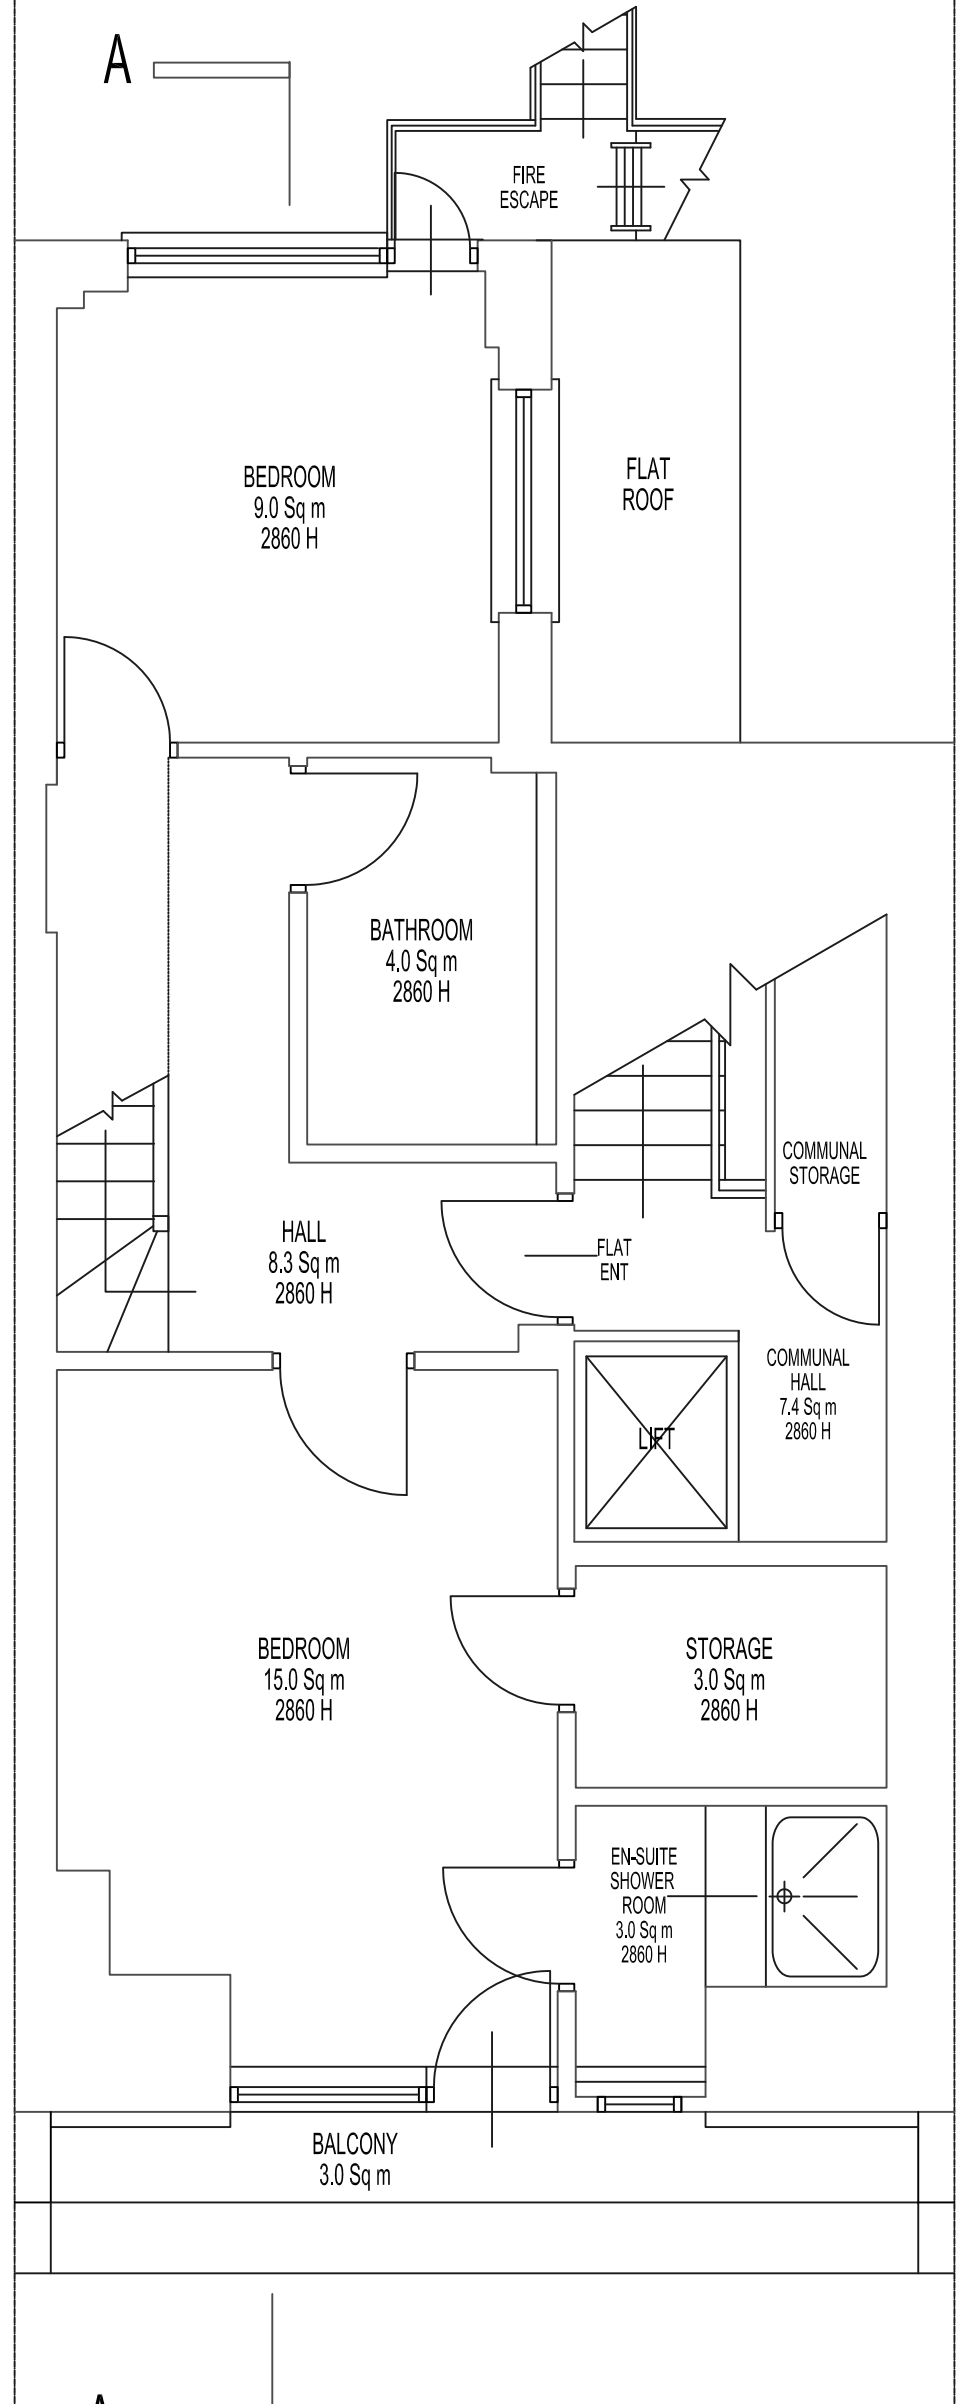 A
FIRE
ESCAPE
BEDROOM
9.0 Sq m
2860 H
FLAT
ROOF
BATHROOM
4.0 Sq m
2860 H
COMMUNAL
STORAGE
HALL
8.3 Sq m
2860 H
FLAT
ENT
COMMUNAL
HALL
7.4 Sq m
2860 H
LIFT
BEDROOM
15.0 Sq m
2860 H
STORAGE
3.0 Sq m
2860 H
EN-SUITE
SHOWER
ROOM
3.0 Sq m
2860 H
BALCONY
3.0 Sq m